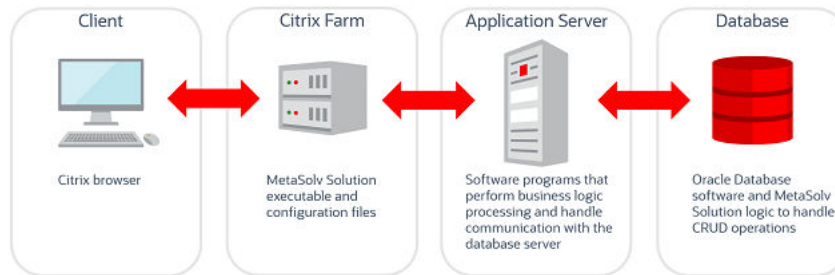 Client
Citrix browser
Citrix Farm
MetaSolv Solution
executable and
configuration files
Application Server
Software programs that
perform business logic
processing and handle
communication with the
database server
Database
Oracle Database
software and MetaSolv
Solution logic to handle
CRUD operations